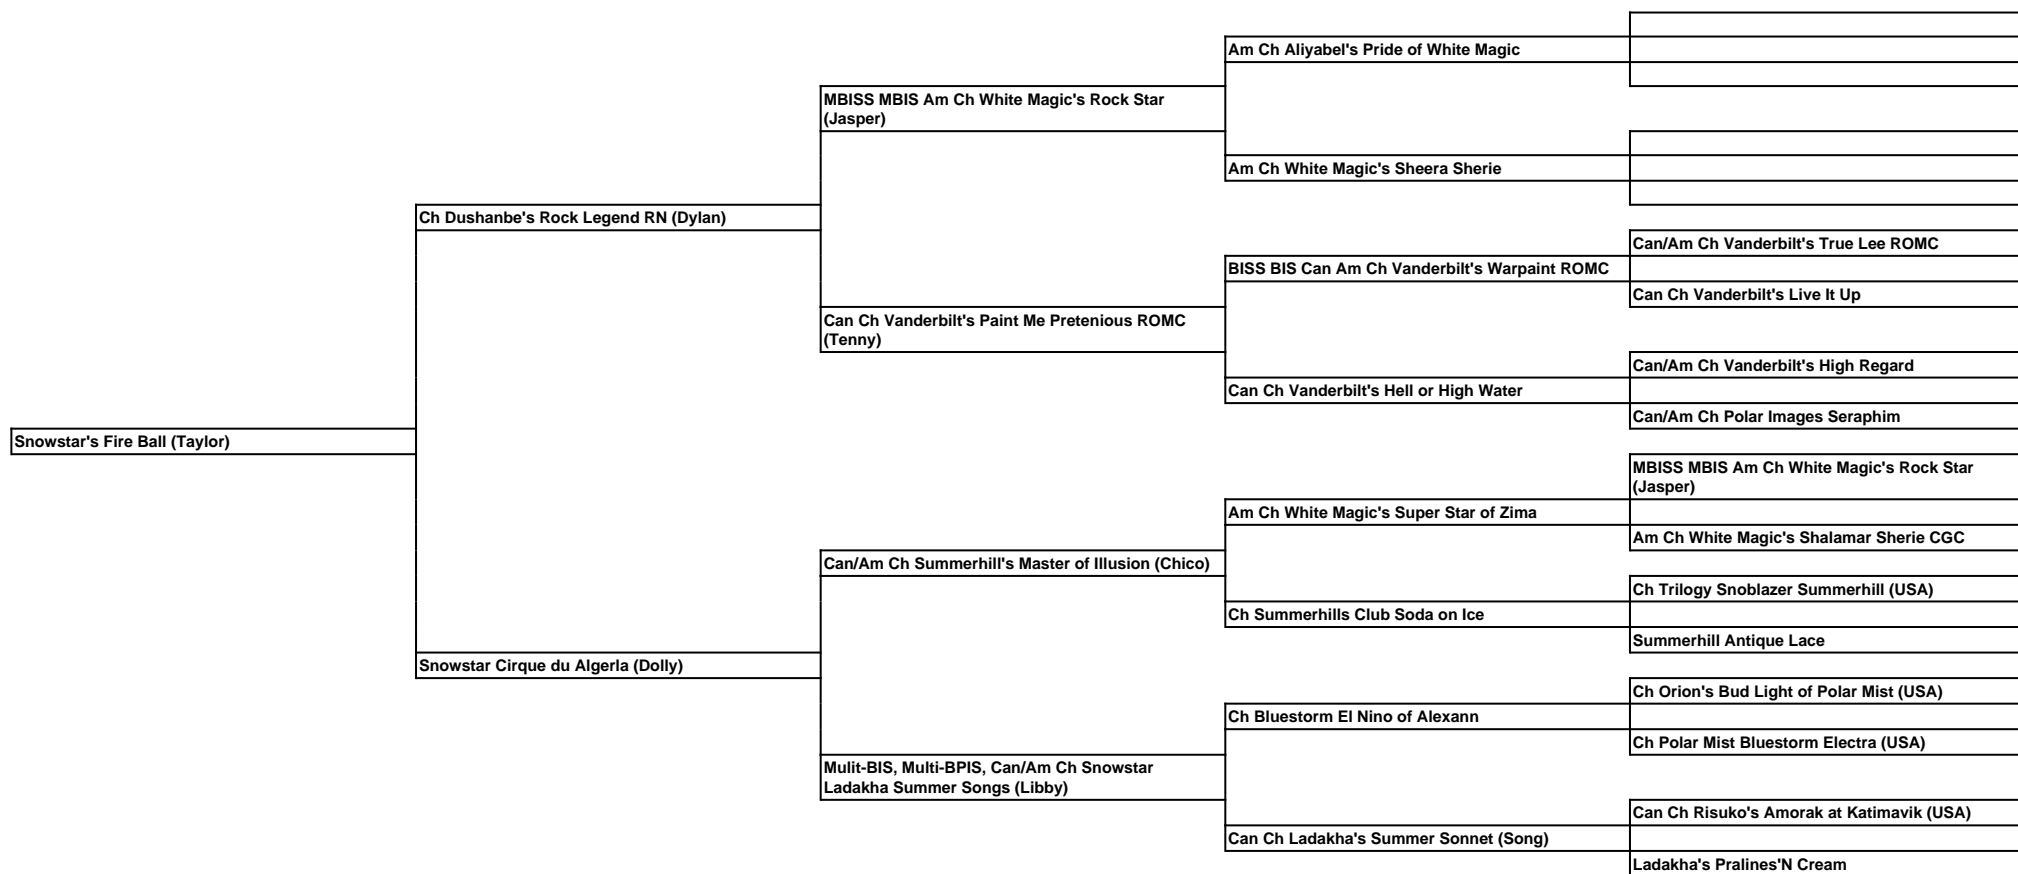 Am Ch Aliyabel's Pride of White Magic
MBISS MBIS Am Ch White Magic's Rock Star
(Jasper)
Am Ch White Magic's Sheera Sherie
Ch Dushanbe's Rock Legend RN (Dylan)
Can/Am Ch Vanderbilt's True Lee ROMC
BISS BIS Can Am Ch Vanderbilt's Warpaint ROMC
Can Ch Vanderbilt's Live It Up
Can Ch Vanderbilt's Paint Me Pretenious ROMC
(Tenny)
Can/Am Ch Vanderbilt's High Regard
Can Ch Vanderbilt's Hell or High Water
Can/Am Ch Polar Images Seraphim
Snowstar's Fire Ball (Taylor)
MBISS MBIS Am Ch White Magic's Rock Star
(Jasper)
Am Ch White Magic's Super Star of Zima
Am Ch White Magic's Shalamar Sherie CGC
Can/Am Ch Summerhill's Master of Illusion (Chico)
Ch Trilogy Snoblazer Summerhill (USA)
Ch Summerhills Club Soda on Ice
Summerhill Antique Lace
Snowstar Cirque du Algerla (Dolly)
Ch Orion's Bud Light of Polar Mist (USA)
Ch Bluestorm El Nino of Alexann
Ch Polar Mist Bluestorm Electra (USA)
Mulit-BIS, Multi-BPIS, Can/Am Ch Snowstar
Ladakha Summer Songs (Libby)
Can Ch Risuko's Amorak at Katimavik (USA)
Can Ch Ladakha's Summer Sonnet (Song)
Ladakha's Pralines'N Cream